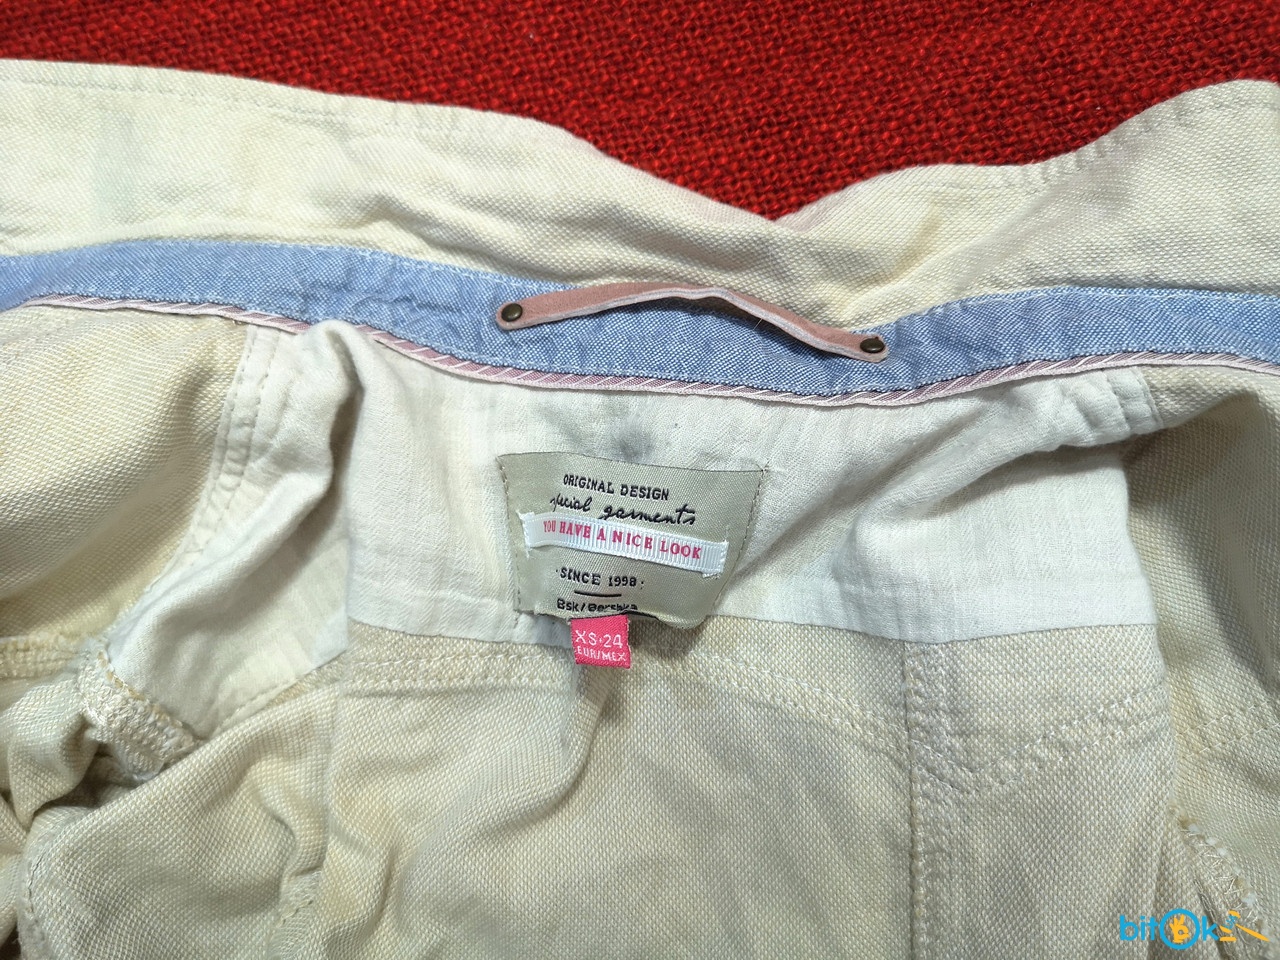 ORIGINAL DESIGN
special garments
YOU HAVE A NICE LOOK
·SINCE 1998·
Bsk/Bershka
XS·24
EUR/MEX
bitok